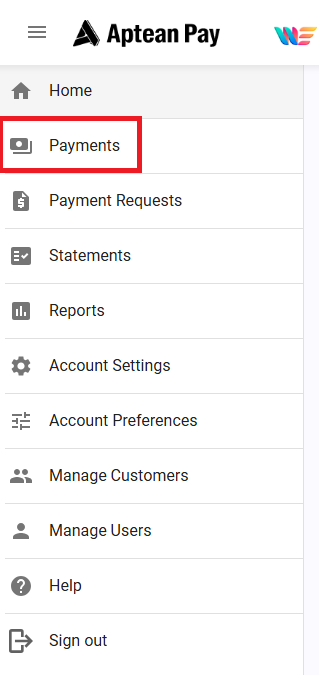 Aptean Pay
WE
Home
Payments
Payment Requests
Statements
Reports
Account Settings
Account Preferences
Manage Customers
Manage Users
Help
Sign out